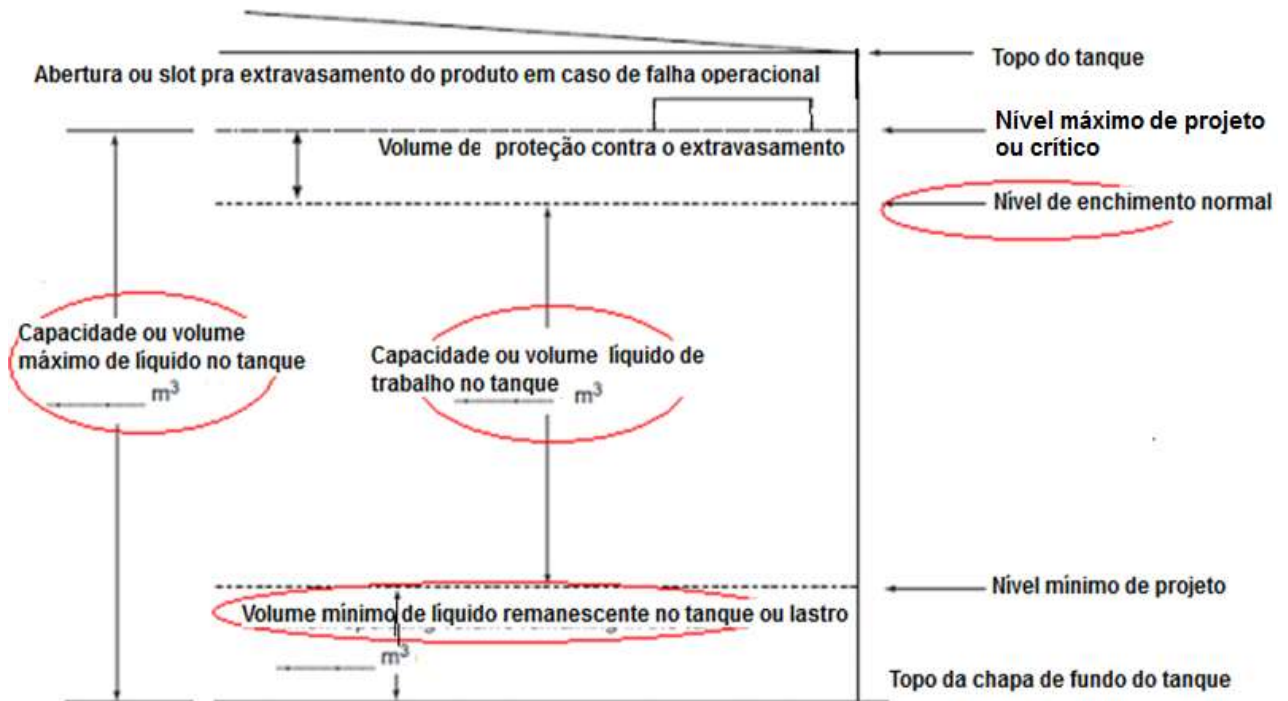 Topo do tanque
Abertura ou slot pra extravasamento do produto em caso de falha operacional
Nível máximo de projeto
ou crítico
Volume de proteção contra o extravasamento
Nível de enchimento normal
Capacidade ou volume
máximo de líquido no tanque
m³
Capacidade ou volume líquido de
trabalho no tanque
m³
Nível mínimo de projeto
Volume mínimo de líquido remanescente no tanque ou lastro
m³
Topo da chapa de fundo do tanque